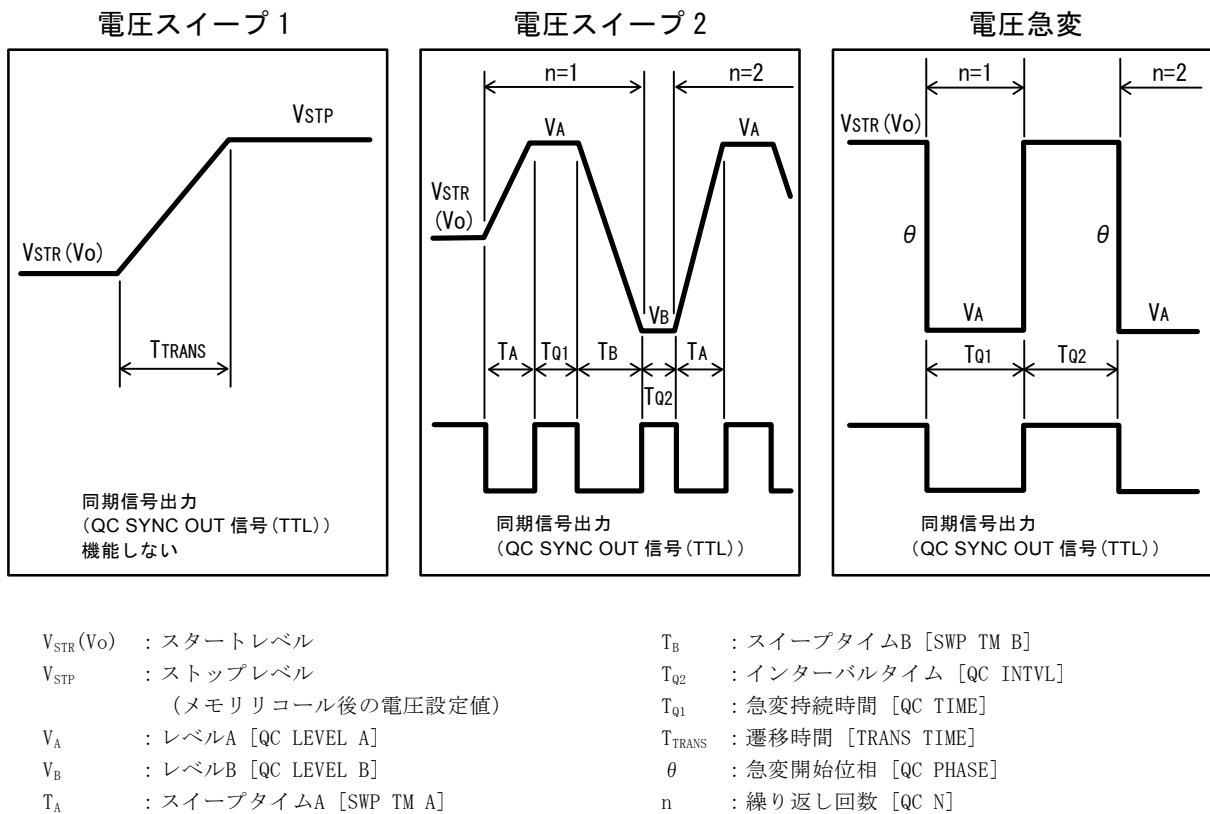 電圧スイープ 1
VSTP
VSTR(Vo)
TTRANS
同期信号出力
（QC SYNC OUT 信号(TTL)）
機能しない
電圧スイープ 2
n=1
n=2
VA
VA
VSTR
(Vo)
VB
TA
TQ1
TB
TA
TQ2
同期信号出力
（QC SYNC OUT 信号(TTL)）
電圧急変
n=1
n=2
VSTR(Vo)
θ
θ
VA
VA
TQ1
TQ2
同期信号出力
（QC SYNC OUT 信号(TTL)）
VSTR(Vo) ：スタートレベル
VSTP ：ストップレベル
（メモリリコール後の電圧設定値）
VA ：レベルA［QC LEVEL A］
VB ：レベルB［QC LEVEL B］
TA ：スイープタイムA［SWP TM A］
TB ：スイープタイムB［SWP TM B］
TQ2 ：インターバルタイム［QC INTVL］
TQ1 ：急変持続時間［QC TIME］
TTRANS ：遷移時間［TRANS TIME］
θ ：急変開始位相［QC PHASE］
n ：繰り返し回数［QC N］